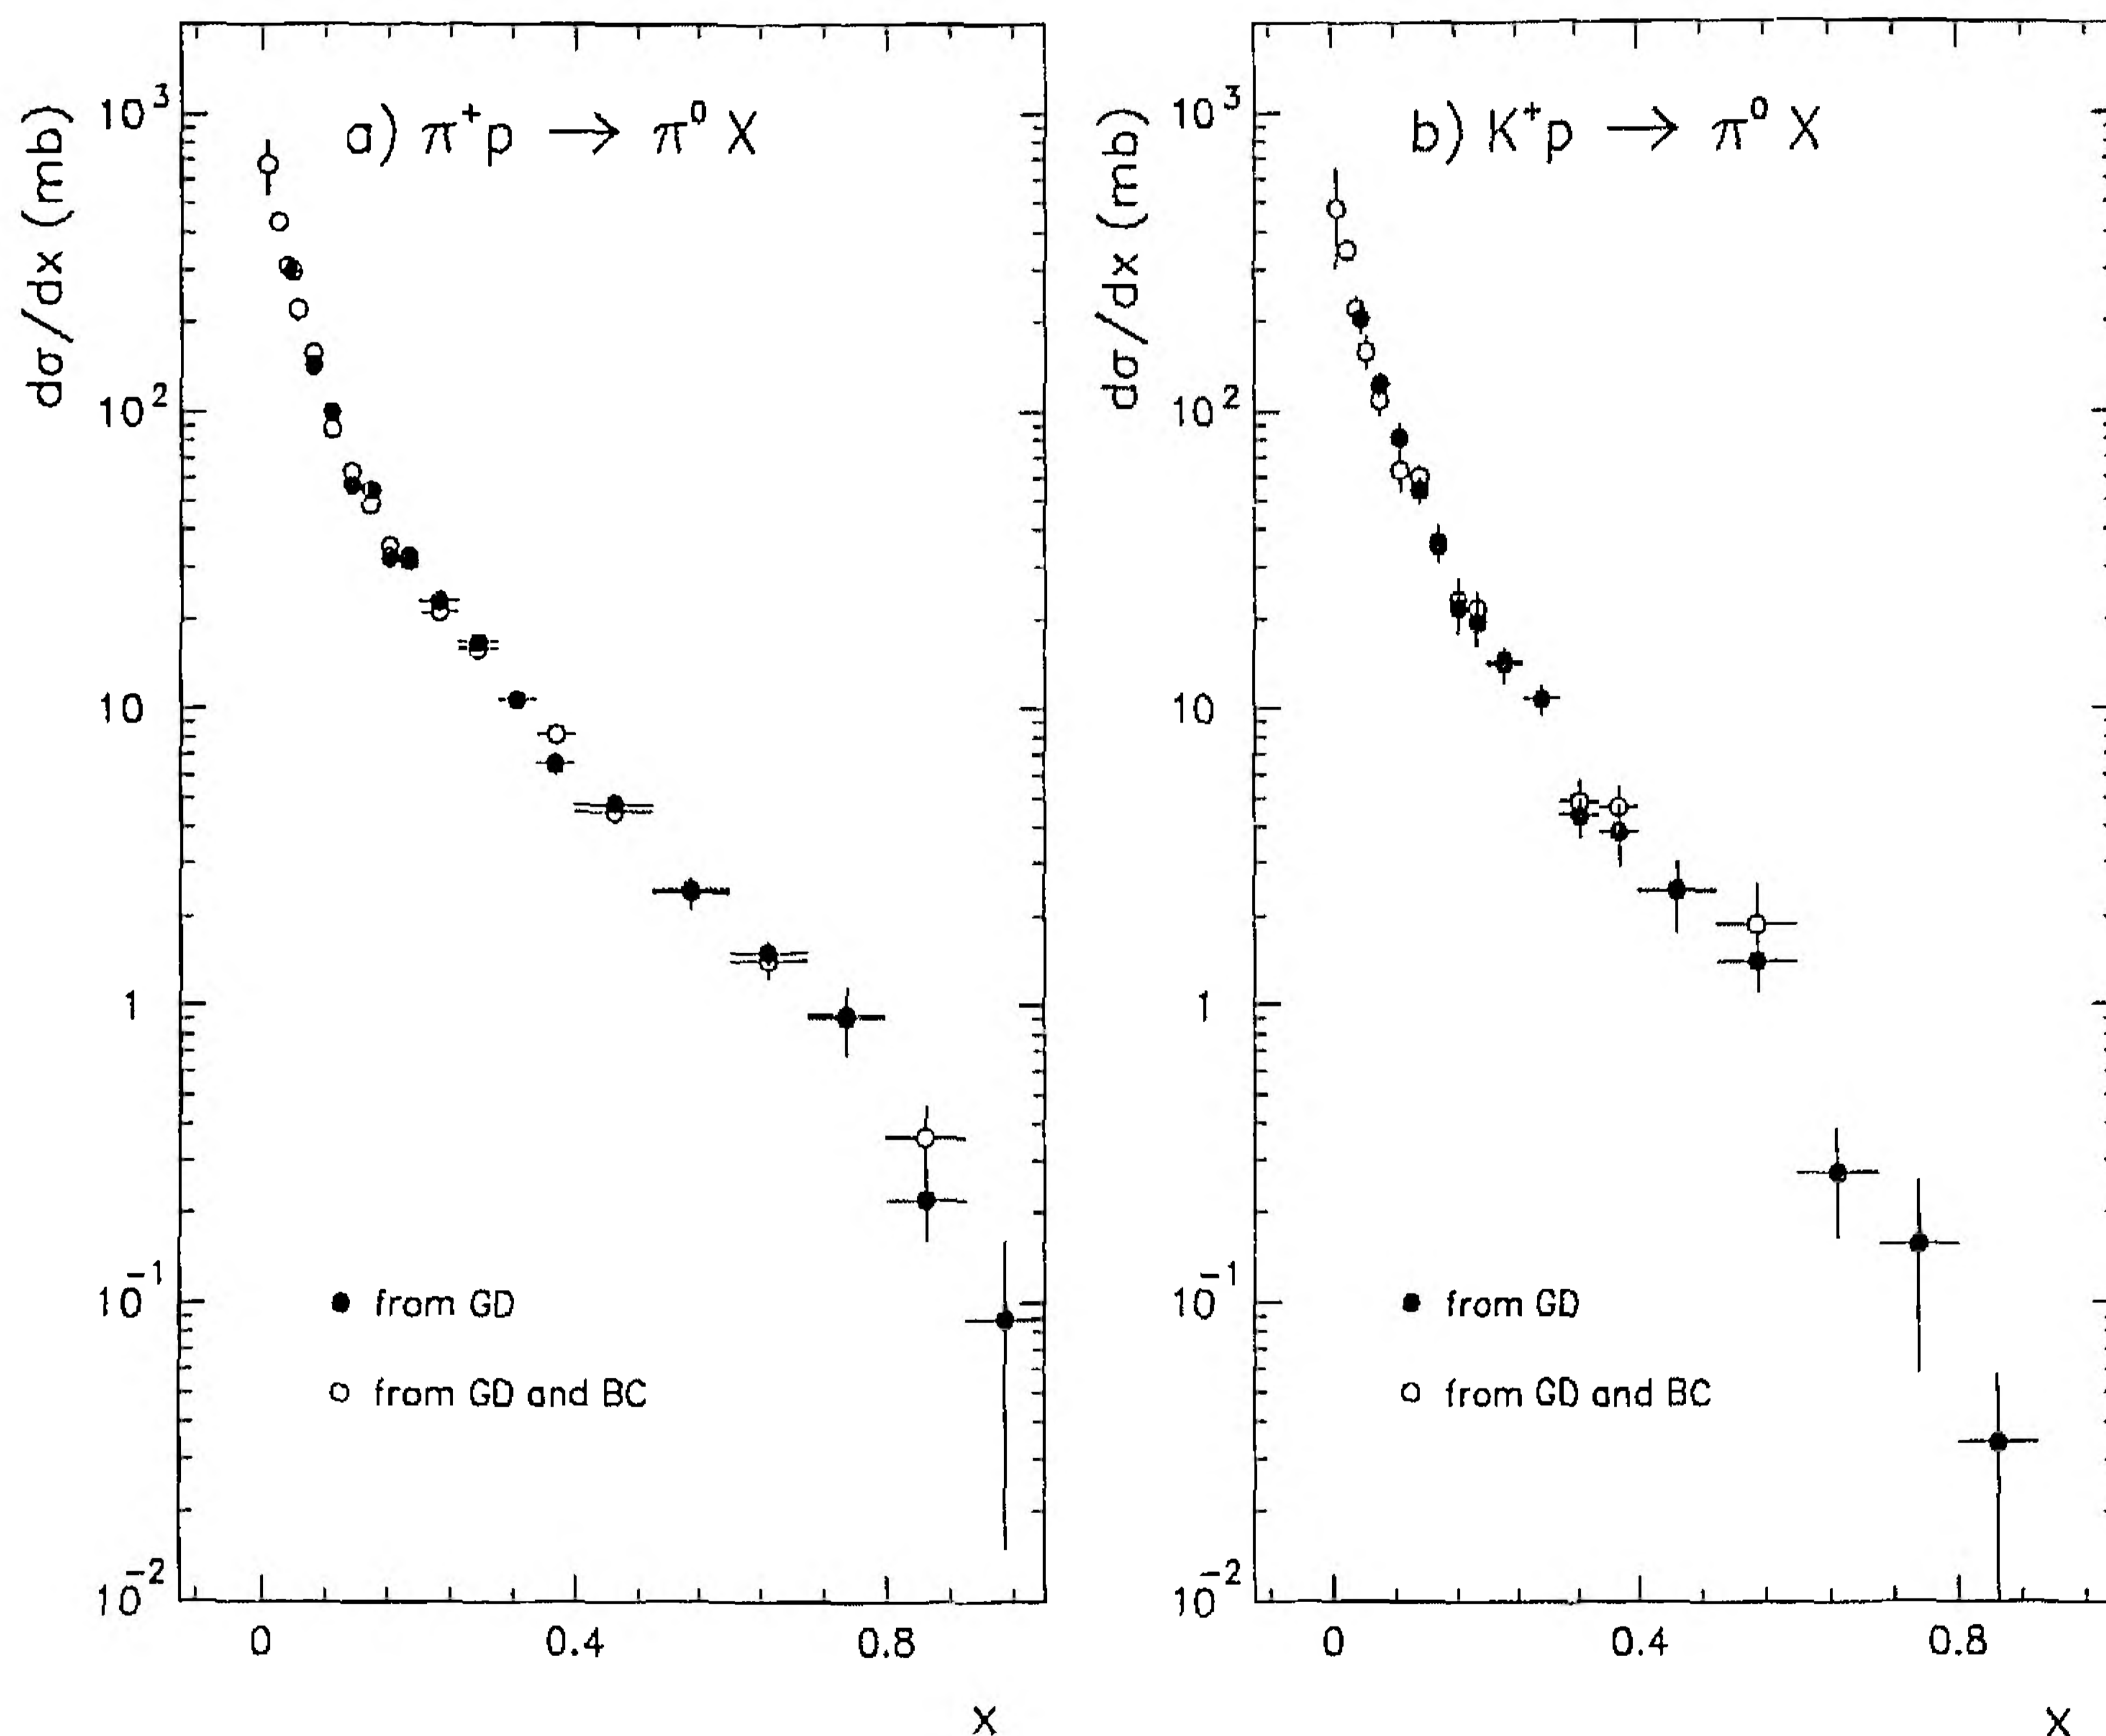 a) π⁺p → π⁰ X
dσ/dx (mb)
10³
10²
10
1
10⁻¹
10⁻²
● from GD
○ from GD and BC
0 0.4 0.8
x
b) K⁺p → π⁰ X
dσ/dx (mb)
10³
10²
10
1
10⁻¹
10⁻²
● from GD
○ from GD and BC
0 0.4 0.8
x